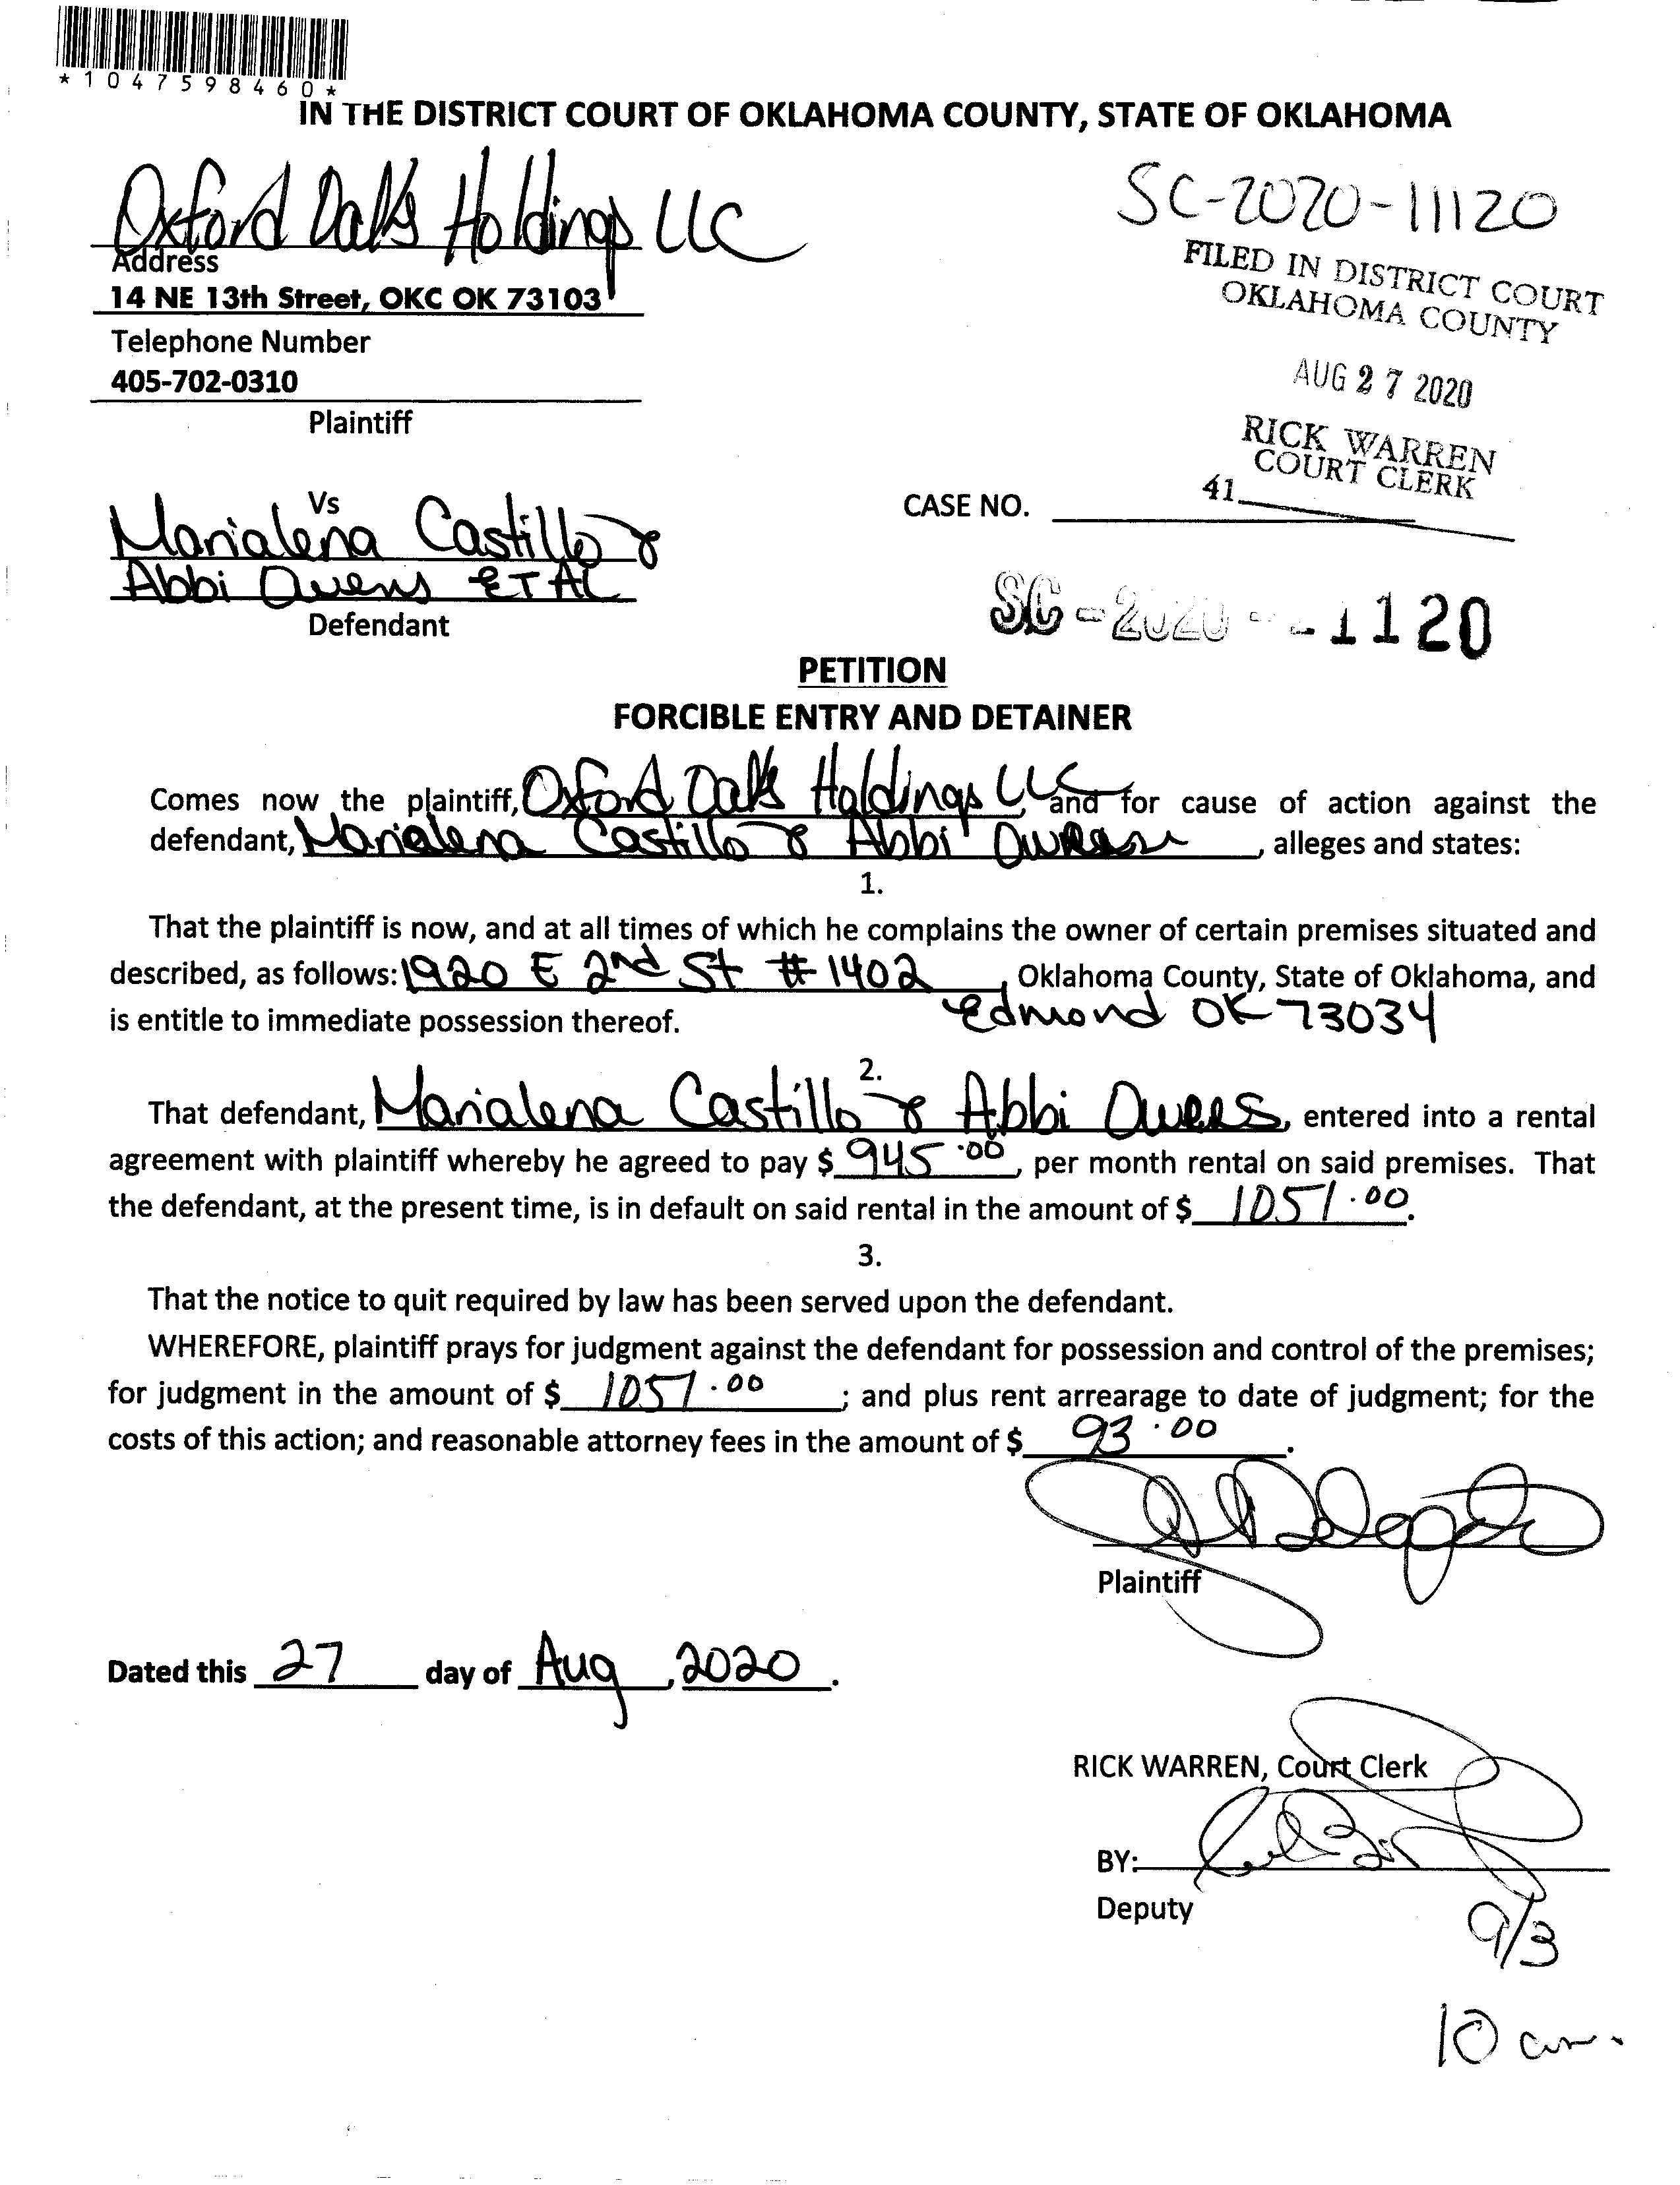 *1047598460*
IN THE DISTRICT COURT OF OKLAHOMA COUNTY, STATE OF OKLAHOMA
Oxford Oaks Holdings LLC
SC-2020-11120
Address
FILED IN DISTRICT COURT
OKLAHOMA COUNTY
14 NE 13th Street, OKC OK 73103
Telephone Number
405-702-0310
AUG 27 2020
Plaintiff
RICK WARREN
COURT CLERK
41
Vs
CASE NO.
Marialena Castillo &
Abbi Owens ET AL
Defendant
SC-2020--1120
PETITION
FORCIBLE ENTRY AND DETAINER
Comes now the plaintiff, Oxford Oaks Holdings LLC, and for cause of action against the
defendant, Marialena Castillo & Abbi Owens, alleges and states:
1.
That the plaintiff is now, and at all times of which he complains the owner of certain premises situated and
described, as follows: 1920 E 2nd St # 1402, Oklahoma County, State of Oklahoma, and
is entitle to immediate possession thereof. Edmond OK 73034
2.
That defendant, Marialena Castillo & Abbi Owens, entered into a rental
agreement with plaintiff whereby he agreed to pay $ 945.00, per month rental on said premises. That
the defendant, at the present time, is in default on said rental in the amount of $ 1051.00.
3.
That the notice to quit required by law has been served upon the defendant.
WHEREFORE, plaintiff prays for judgment against the defendant for possession and control of the premises;
for judgment in the amount of $ 1051.00; and plus rent arrearage to date of judgment; for the
costs of this action; and reasonable attorney fees in the amount of $ 93.00.
Plaintiff
Dated this 27 day of Aug, 2020.
RICK WARREN, Court Clerk
BY:
Deputy
9/3
10 am.